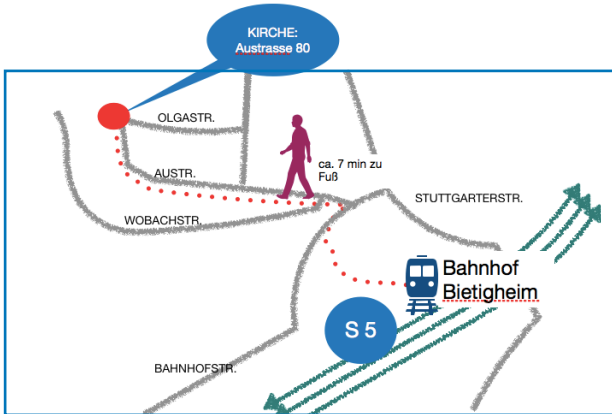 KIRCHE:
Austrasse 80
OLGASTR.
ca. 7 min zu
Fuß
AUSTR.
STUTTGARTERSTR.
WOBACHSTR.
Bahnhof
Bietigheim
S 5
BAHNHOFSTR.